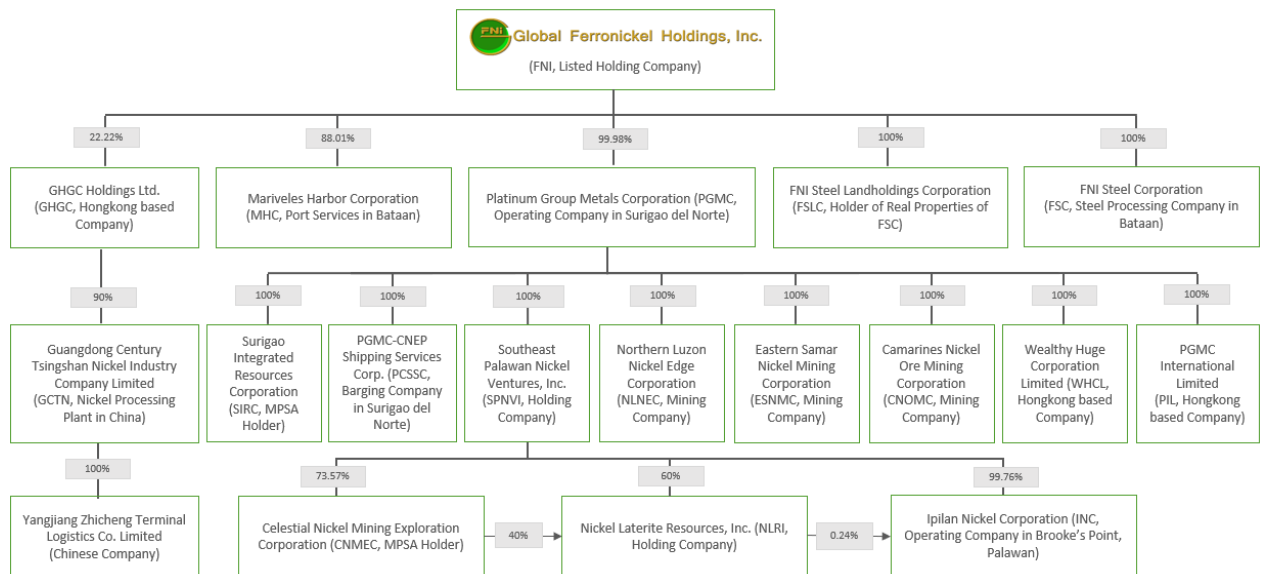 FNI
Global Ferronickel Holdings, Inc.
(FNI, Listed Holding Company)
22.22%
88.01%
99.98%
100%
100%
GHGC Holdings Ltd.
(GHGC, Hongkong based
Company)
Mariveles Harbor Corporation
(MHC, Port Services in Bataan)
Platinum Group Metals Corporation (PGMC,
Operating Company in Surigao del Norte)
FNI Steel Landholdings Corporation
(FSLC, Holder of Real Properties of
FSC)
FNI Steel Corporation
(FSC, Steel Processing Company in
Bataan)
90%
100%
100%
100%
100%
100%
100%
100%
100%
Guangdong Century
Tsingshan Nickel Industry
Company Limited
(GCTN, Nickel Processing
Plant in China)
Surigao
Integrated
Resources
Corporation
(SIRC, MPSA
Holder)
PGMC-CNEP
Shipping Services
Corp. (PCSSC,
Barging Company
in Surigao del
Norte)
Southeast
Palawan Nickel
Ventures, Inc.
(SPNVI, Holding
Company)
Northern Luzon
Nickel Edge
Corporation
(NLNEC, Mining
Company)
Eastern Samar
Nickel Mining
Corporation
(ESNMC, Mining
Company)
Camarines Nickel
Ore Mining
Corporation
(CNOMC, Mining
Company)
Wealthy Huge
Corporation
Limited (WHCL,
Hongkong based
Company)
PGMC
International
Limited
(PIL, Hongkong
based Company)
100%
73.57%
60%
99.76%
Yangjiang Zhicheng Terminal
Logistics Co. Limited
(Chinese Company)
Celestial Nickel Mining Exploration
Corporation (CNMEC, MPSA Holder)
40%
Nickel Laterite Resources, Inc. (NLRI,
Holding Company)
0.24%
Ipilan Nickel Corporation (INC,
Operating Company in Brooke's Point,
Palawan)